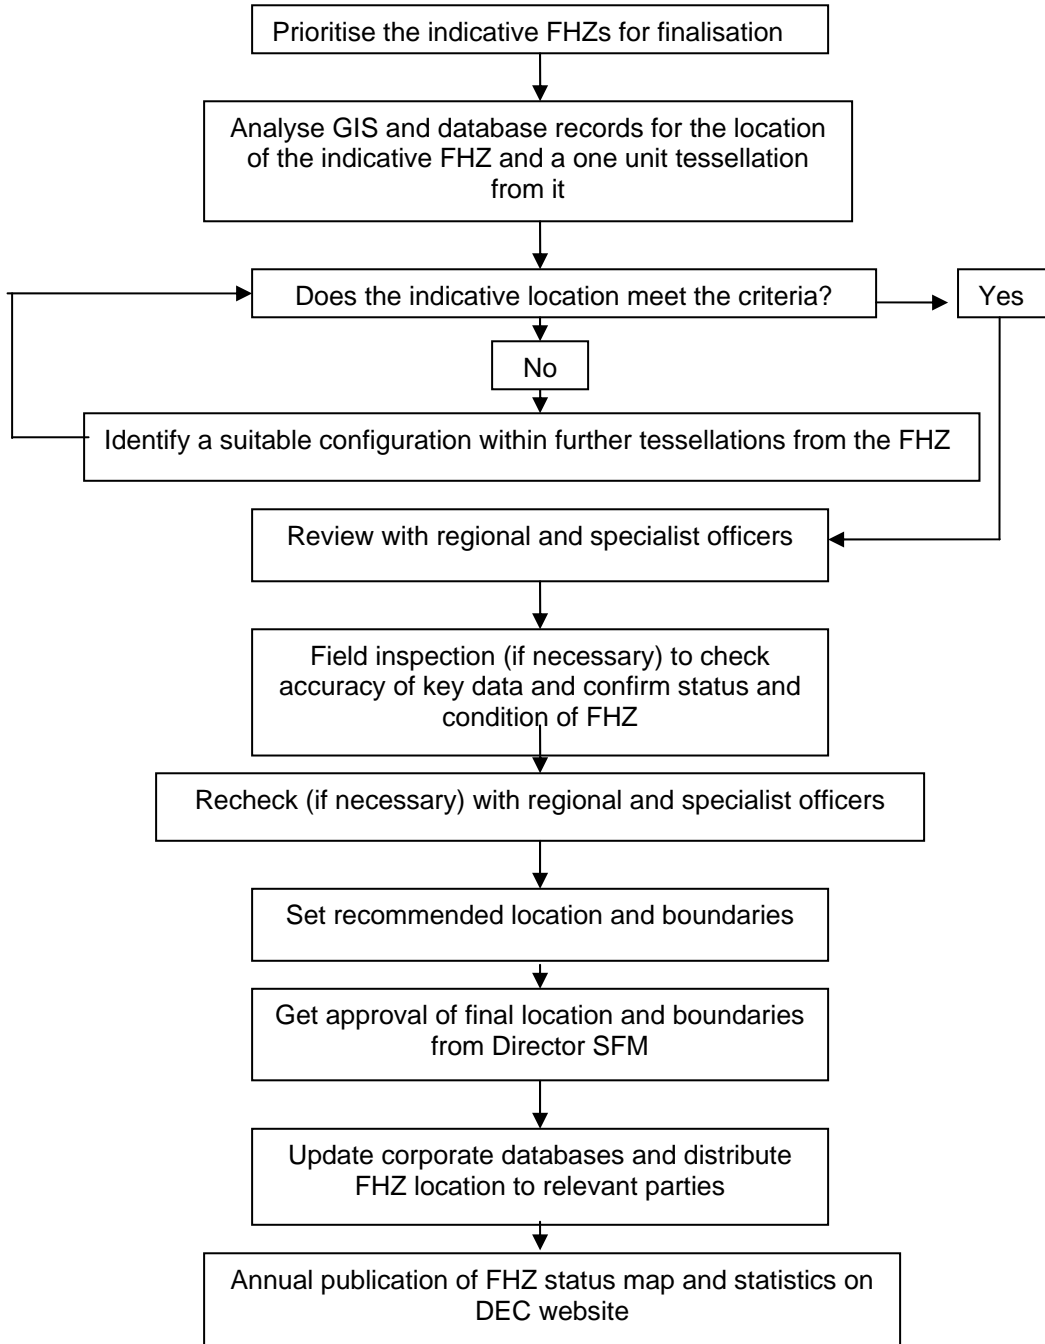 Prioritise the indicative FHZs for finalisation
Analyse GIS and database records for the location
of the indicative FHZ and a one unit tessellation
from it
Does the indicative location meet the criteria?
Yes
No
Identify a suitable configuration within further tessellations from the FHZ
Review with regional and specialist officers
Field inspection (if necessary) to check
accuracy of key data and confirm status and
condition of FHZ
Recheck (if necessary) with regional and specialist officers
Set recommended location and boundaries
Get approval of final location and boundaries
from Director SFM
Update corporate databases and distribute
FHZ location to relevant parties
Annual publication of FHZ status map and statistics on
DEC website